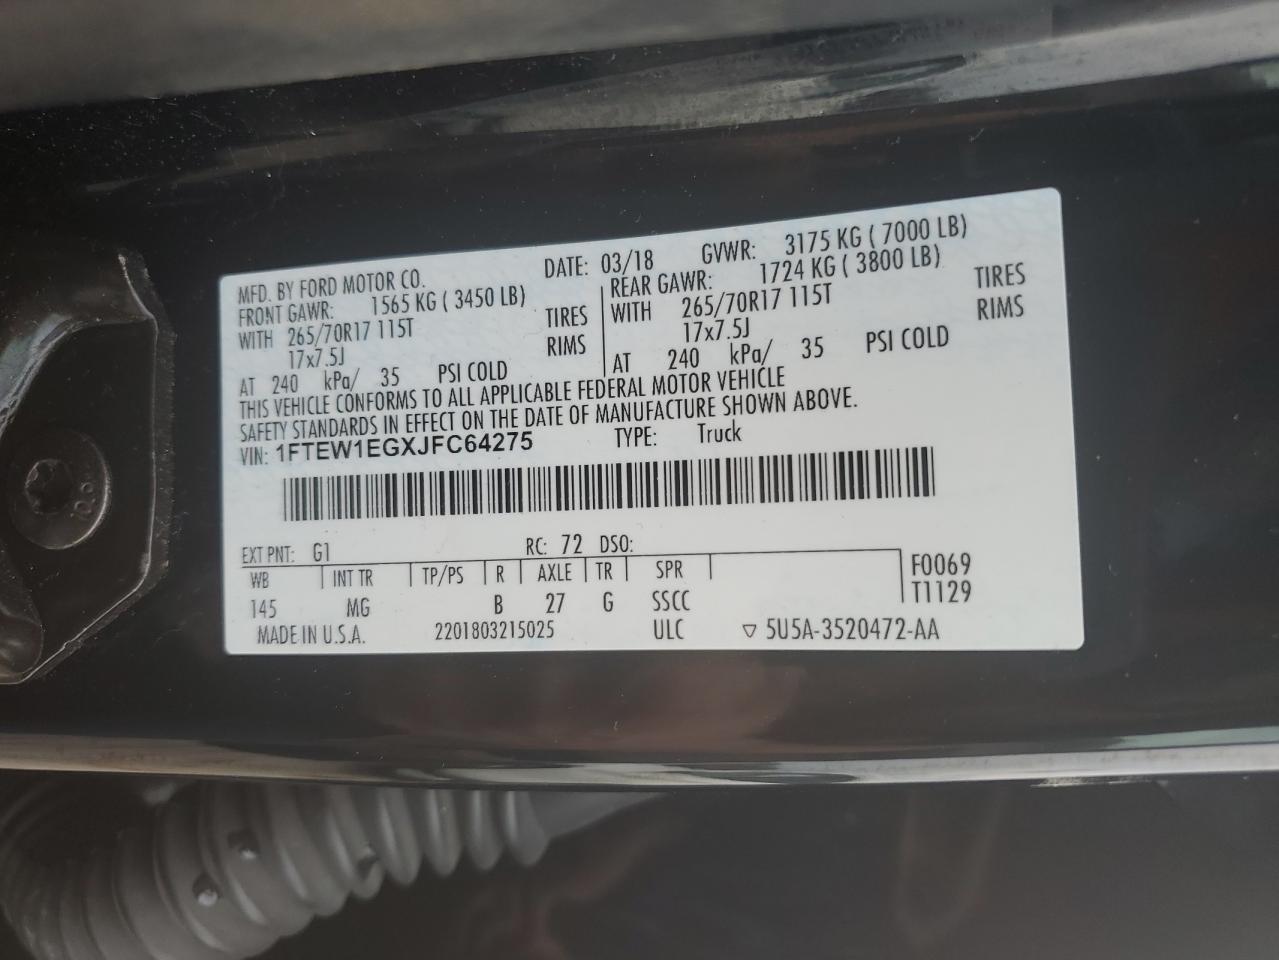 MFD. BY FORD MOTOR CO. DATE: 03/18 GVWR: 3175 KG ( 7000 LB)
FRONT GAWR: 1565 KG ( 3450 LB) REAR GAWR: 1724 KG ( 3800 LB)
WITH 265/70R17 115T TIRES WITH 265/70R17 115T TIRES
17x7.5J RIMS 17x7.5J RIMS
AT 240 kPa/ 35 PSI COLD AT 240 kPa/ 35 PSI COLD
THIS VEHICLE CONFORMS TO ALL APPLICABLE FEDERAL MOTOR VEHICLE
SAFETY STANDARDS IN EFFECT ON THE DATE OF MANUFACTURE SHOWN ABOVE.
VIN: 1FTEW1EGXJFC64275 TYPE: Truck
EXT PNT: G1 RC: 72 DSO:
WB INT TR TP/PS R AXLE TR SPR F0069
145 MG B 27 G SSCC T1129
MADE IN U.S.A. 2201803215025 ULC ▽ 5U5A-3520472-AA